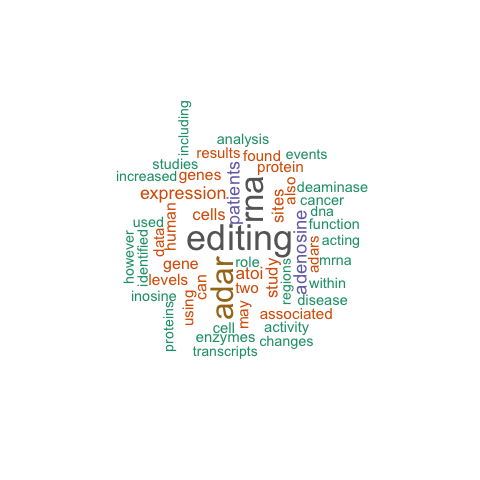 including
analysis
results found events
studies
protein
increased genes
patients
rna
also
deaminase
expression
sites
cancer
human
cells
dna
used
adenosine
function
data
editing
adars
acting
however
identified
role
mrna
gene
adar
atoi
study
regions
levels
can
two
within
inosine
using
may
disease
proteins
associated
cell
activity
enzymes
changes
transcripts